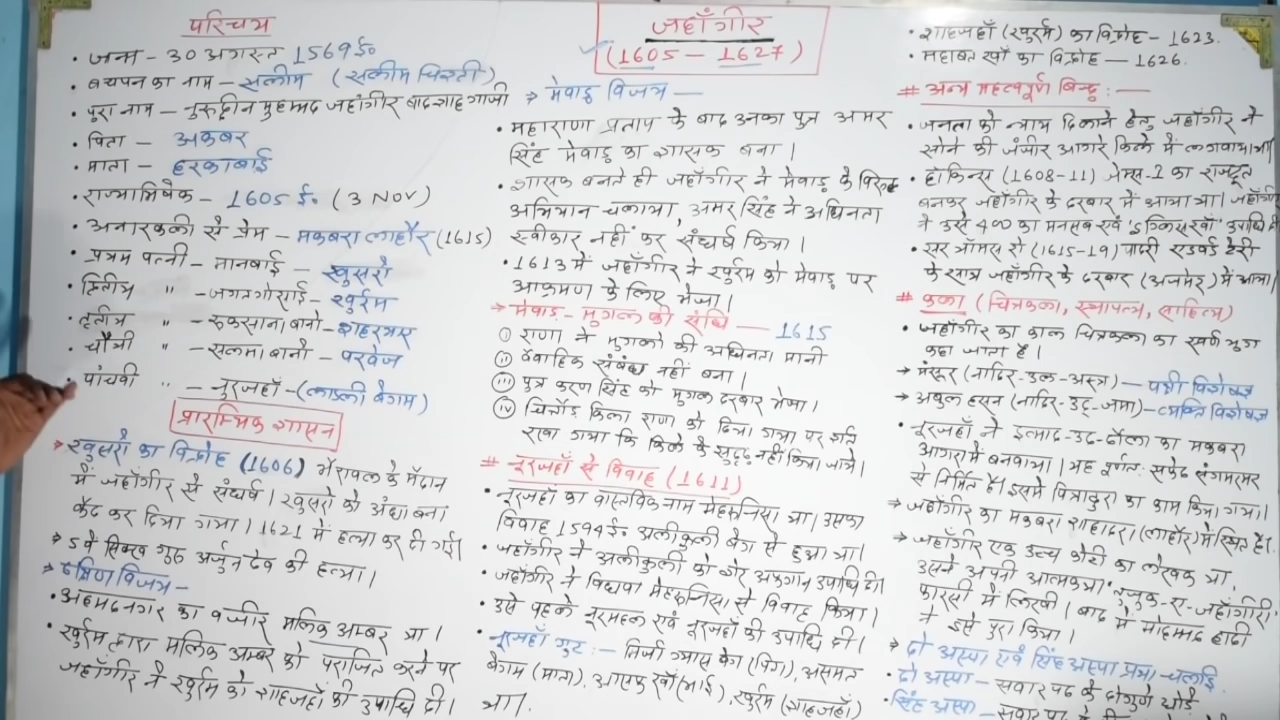 परिचय
• जन्म - 30 अगस्त 1569 ई०
• बचपन का नाम - सलीम (सलीम चिश्ती)
• पुरा नाम - नुरुद्दीन मुहम्मद जहाँगीर बादशाह गाजी
• पिता - अकबर
• माता - हरकाबाई
• राज्याभिषेक - 1605 ई० (3 NOV)
• अनारकली से प्रेम - मकबरा लाहौर (1615)
• प्रथम पत्नी - मानबाई - खुसरो
• द्वितीय " - जगतगोसाई - खुर्रम
• तृतीय " - रुकसाना बानो - शहरयार
• चौथी " - सलमा बानो - परवेज
• पांचवी " - नुरजहाँ - (लाडली बेगम)
प्रारम्भिक शासन
→ खुसरो का विद्रोह (1606) भैरावल के मैदान
में जहाँगीर से संघर्ष। खुसरो को अंधा बना
कैद कर दिया गया। 1621 में हत्या कर दी गई।
→ 5वें सिक्ख गुरु अर्जुन देव की हत्या।
→ दक्षिण विजय -
• अहमदनगर का वजीर मलिक अम्बर था।
• खुर्रम द्वारा मलिक अम्बर को पराजित करने पर
जहाँगीर ने खुर्रम को शाहजहाँ की उपाधि दी।
जहाँगीर
(1605 - 1627)
→ मेवाड़ विजय —
• महाराणा प्रताप के बाद उनका पुत्र अमर
सिंह मेवाड़ का शासक बना।
• शासक बनते ही जहाँगीर ने मेवाड़ के विरुद्ध
अभियान चलाया, अमर सिंह ने अधिनता
स्वीकार नहीं कर संघर्ष किया।
• 1613 में जहाँगीर ने खुर्रम को मेवाड़ पर
आक्रमण के लिए भेजा।
→ मेवाड़ - मुगल की संधि — 1615
(i) राणा ने मुगलो की अधिनता मानी
(ii) वैवाहिक संबंध नहीं बना।
(iii) पुत्र करण सिंह को मुगल दरबार भेजा।
(iv) चित्तौड़ किला राणा को दिया गया पर शर्त
रखा गया कि किले के सुदृढ़ नहीं किया जाये।
# नूरजहाँ से विवाह (1611)
• नूरजहाँ का वास्तविक नाम मेहरुनिसा था। उसका
विवाह 1594 ई० अलीकुली बेग से हुआ था।
• जहाँगीर ने अलीकुली को शेर अफगान उपाधि दी।
• जहाँगीर ने विधवा मेहरुनिसा से विवाह किया।
• उसे पहले नूरमहल एवं नूरजहाँ की उपाधि दी।
• नूरजहाँ गुट :- मिर्जा ग्यास बेग (पिता), असमत
बेगम (माता), आसफ खाँ (भाई), खुर्रम (शाहजहाँ)
था।
• शाहजहाँ (खुर्रम) का विद्रोह - 1623.
• महाबत खाँ का विद्रोह — 1626.
# अन्य महत्वपूर्ण बिन्दु : —
• जनता को न्याय दिलाने हेतु जहाँगीर ने
सोने की जंजीर आगरे किले में लगवाया।
• हॉकिन्स (1608-11) जेम्स-I का राजदूत
बनकर जहाँगीर के दरबार में आया था। जहाँगीर
ने उसे 400 का मनसब एवं 'इंग्लिस खाँ' उपाधि दी
• सर थॉमस रो (1615-19) पादरी एडवर्ड टैरी
के साथ जहाँगीर के दरबार (अजमेर) में आया।
# कला (चित्रकला, स्थापत्य, साहित्य)
• जहाँगीर का काल चित्रकला का स्वर्ण युग
कहा जाता है।
→ मंसूर (नादिर-उल-अस्र) — पक्षी विशेषज्ञ
→ अबुल हसन (नादिर-उद्-जमा) - व्यक्ति विशेषज्ञ
• नूरजहाँ ने इत्माद-उद-दौला का मकबरा
आगरा में बनवाया। यह पूर्णतः सफेद संगमरमर
से निर्मित है। इसमें पित्राड्यूरा का काम किया गया।
→ जहाँगीर का मकबरा शाहादरा (लाहौर) में स्थित है।
→ जहाँगीर एक उच्च कोटी का लेखक था,
उसने अपनी आत्मकथा 'तुजुक-ए-जहाँगीरी
फारसी में लिखी। बाद में मोहम्मद हादी
ने इसे पुरा किया।
→ दो अस्पा एवं सिंह अस्पा प्रथा चलाई.
• दो अस्पा - सवार पद के दोगुने घोड़े
• सिंह अस्पा - सवार पद